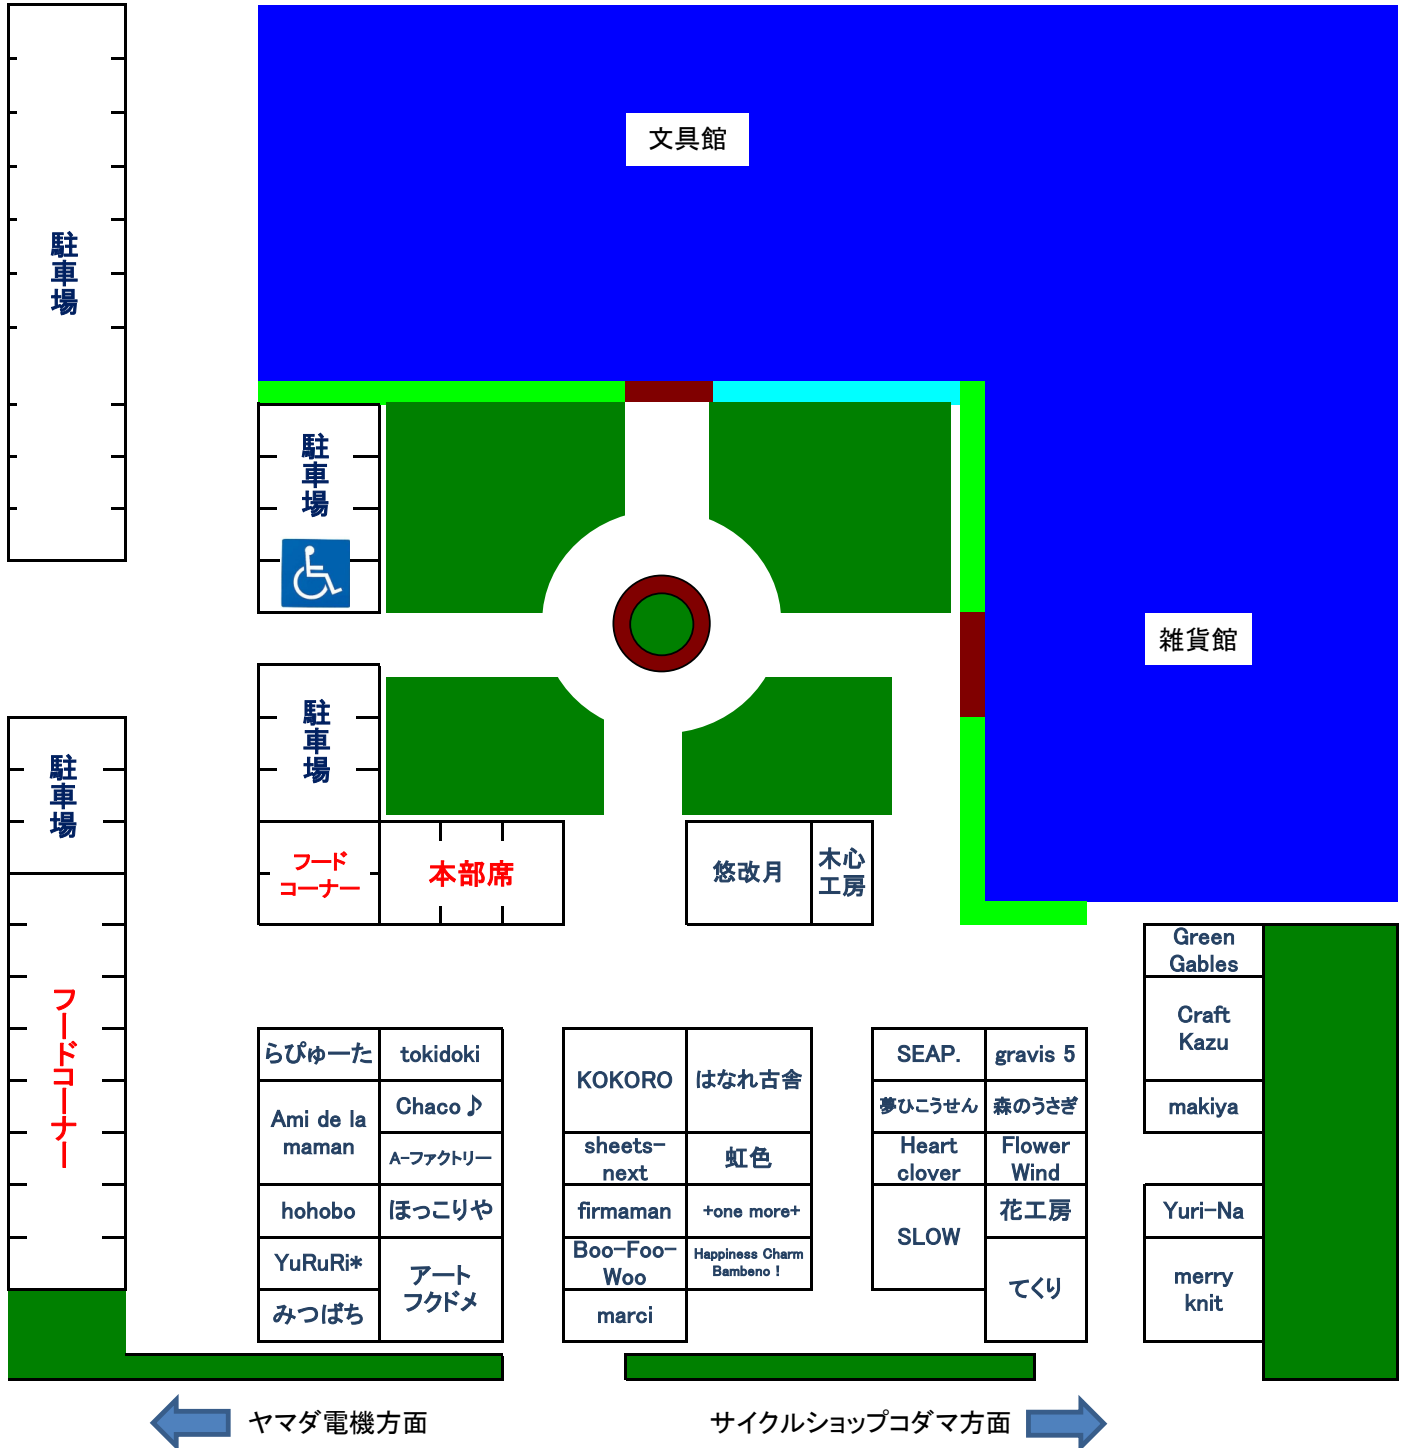 文具館
駐車場
駐車場
雑貨館
駐車場
駐車場
フード
コーナー
本部席
悠改月
木心
工房
フードコーナー
Green
Gables
Craft
Kazu
makiya
Yuri-Na
merry
knit
らぴゅーた
tokidoki
Ami de la
maman
Chaco♪
A-ファクトリー
hohobo
ほっこりや
YuRuRi*
アート
フクドメ
みつばち
KOKORO
はなれ古舎
sheets-
next
虹色
firmaman
+one more+
Boo-Foo-
Woo
Happiness Charm
Bambeno！
marci
SEAP.
gravis 5
夢ひこうせん
森のうさぎ
Heart
clover
Flower
Wind
SLOW
花工房
てくり
ヤマダ電機方面
サイクルショップコダマ方面